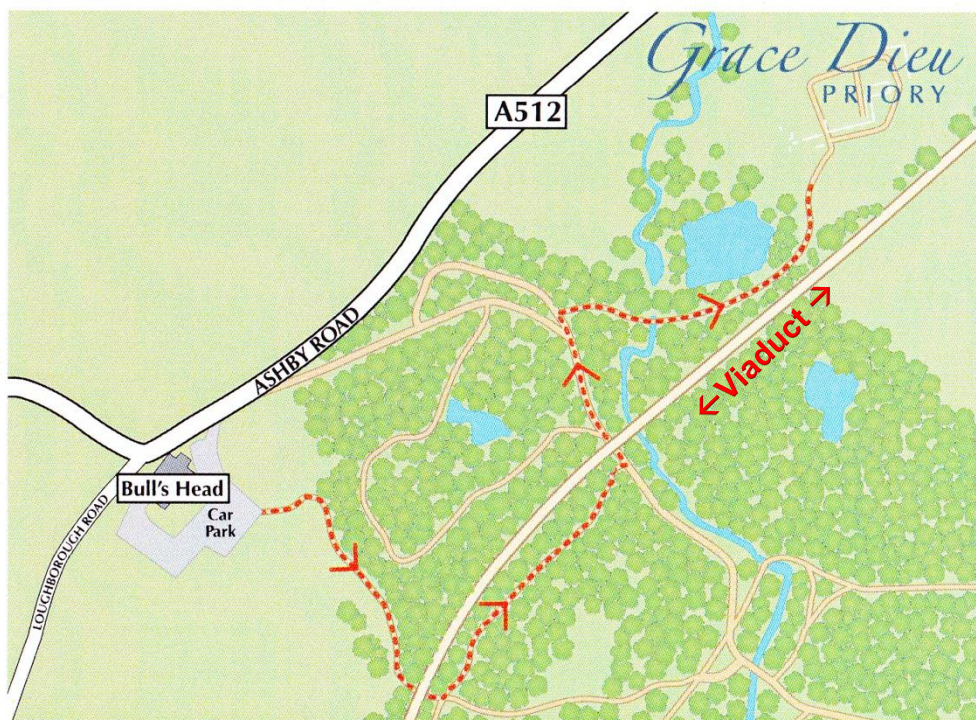 Grace Dieu
PRIORY
A512
ASHBY ROAD
←Viaduct→
Bull's Head
Car
Park
LOUGHBOROUGH ROAD